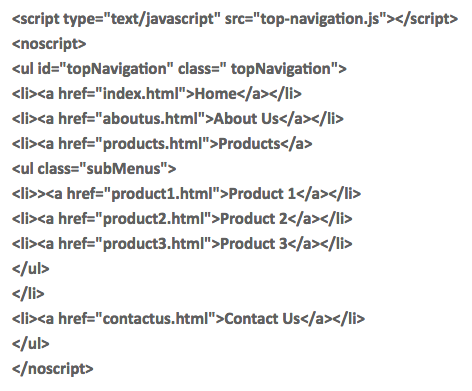 <script type="text/javascript" src="top-navigation.js"></script>
<noscript>
<ul id="topNavigation" class=" topNavigation">
<li><a href="index.html">Home</a></li>
<li><a href="aboutus.html">About Us</a></li>
<li><a href="products.html">Products</a>
<ul class="subMenus">
<li>><a href="product1.html">Product 1</a></li>
<li><a href="product2.html">Product 2</a></li>
<li><a href="product3.html">Product 3</a></li>
</ul>
</li>
<li><a href="contactus.html">Contact Us</a></li>
</ul>
</noscript>